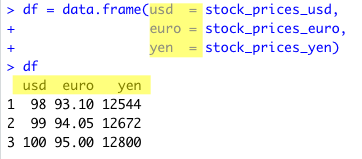 > df = data.frame(usd  = stock_prices_usd,
+                 euro = stock_prices_euro,
+                 yen  = stock_prices_yen)
> df
  usd  euro   yen
1  98 93.10 12544
2  99 94.05 12672
3 100 95.00 12800